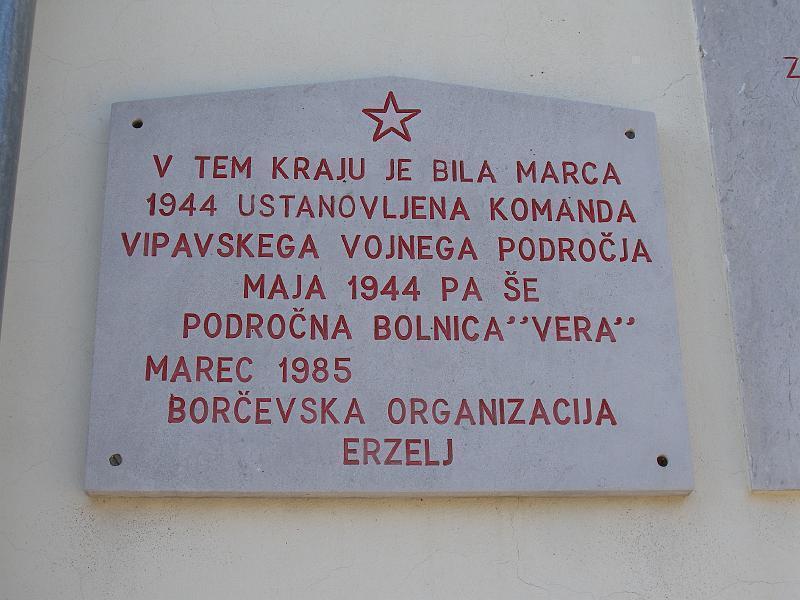 V TEM KRAJU JE BILA MARCA
1944 USTANOVLJENA KOMANDA
VIPAVSKEGA VOJNEGA PODROČJA
MAJA 1944 PA ŠE
PODROČNA BOLNICA ”VERA”
MAREC 1985
BORČEVSKA ORGANIZACIJA
ERZELJ
Z